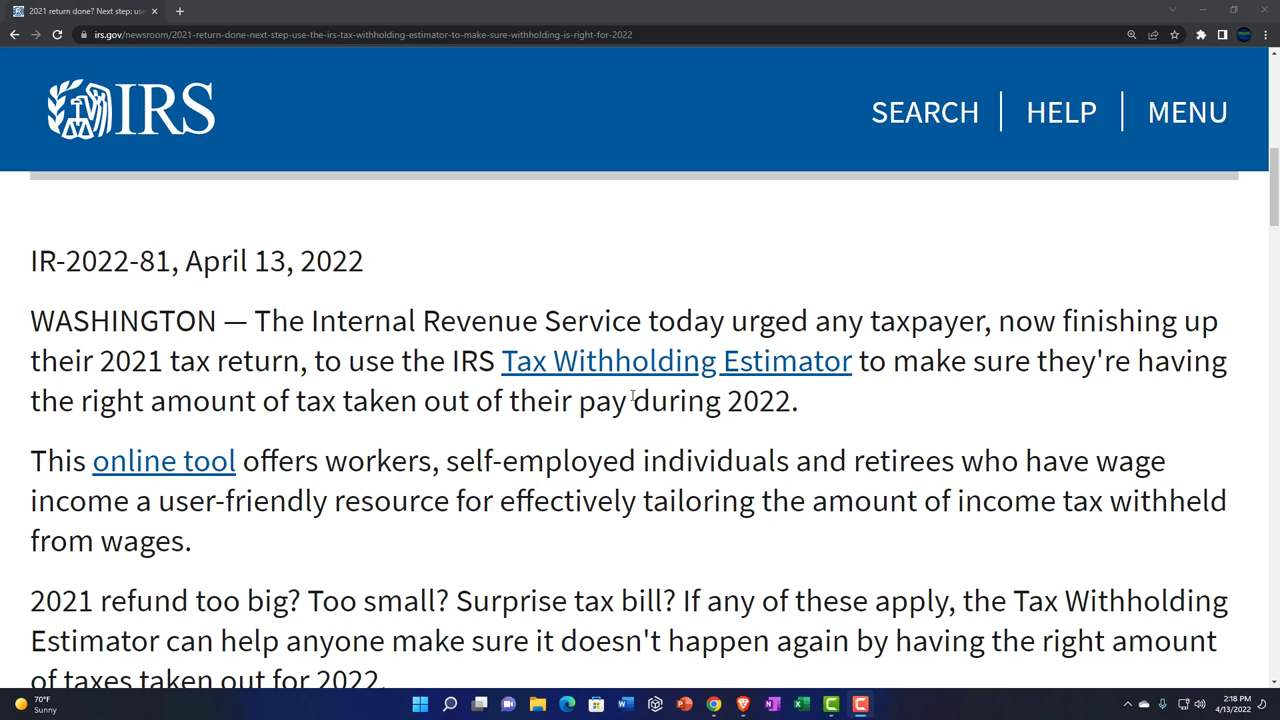 2021 return done? Next step: use
irs.gov/newsroom/2021-return-done-next-step-use-the-irs-tax-withholding-estimator-to-make-sure-withholding-is-right-for-2022
IRS
SEARCH
HELP
MENU
IR-2022-81, April 13, 2022
WASHINGTON — The Internal Revenue Service today urged any taxpayer, now finishing up
their 2021 tax return, to use the IRS Tax Withholding Estimator to make sure they're having
the right amount of tax taken out of their pay during 2022.
This online tool offers workers, self-employed individuals and retirees who have wage
income a user-friendly resource for effectively tailoring the amount of income tax withheld
from wages.
2021 refund too big? Too small? Surprise tax bill? If any of these apply, the Tax Withholding
Estimator can help anyone make sure it doesn't happen again by having the right amount
of taxes taken out for 2022.
70°F
Sunny
2:18 PM
4/13/2022